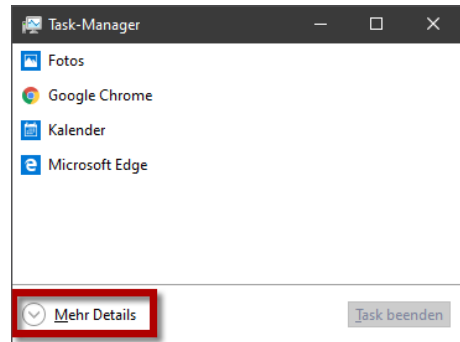 Task-Manager
Fotos
Google Chrome
Kalender
Microsoft Edge
Mehr Details
Task beenden